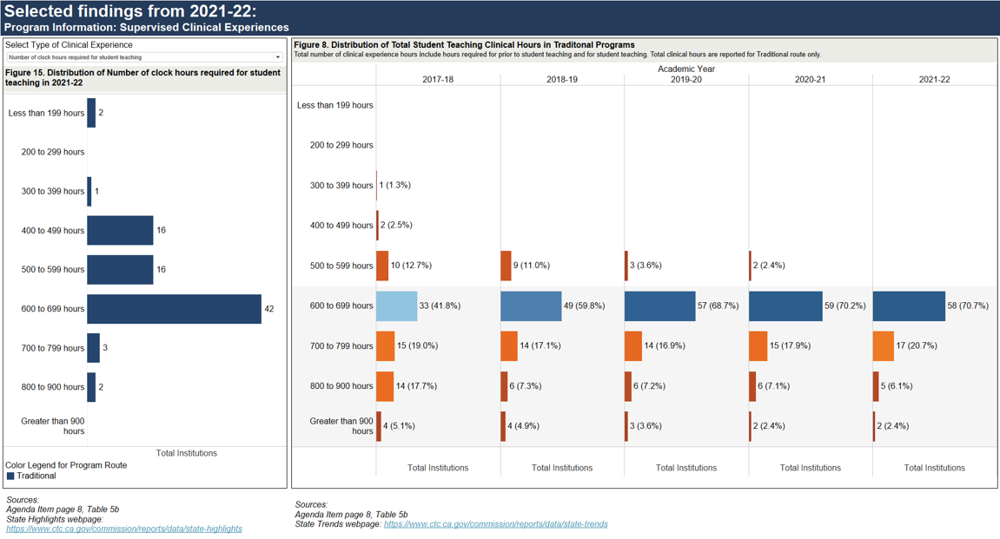 Selected findings from 2021-22:
Program Information: Supervised Clinical Experiences
Select Type of Clinical Experience
Number of clock hours required for student teaching
Figure 15. Distribution of Number of clock hours required for student
teaching in 2021-22
Less than 199 hours 2
200 to 299 hours
300 to 399 hours 1
400 to 499 hours 16
500 to 599 hours 16
600 to 699 hours 42
700 to 799 hours 3
800 to 900 hours 2
Greater than 900
hours
Total Institutions
Color Legend for Program Route
Traditional
Sources:
Agenda Item page 8, Table 5b
State Highlights webpage:
https://www.ctc.ca.gov/commission/reports/data/state-highlights
Figure 8. Distribution of Total Student Teaching Clinical Hours in Traditonal Programs
Total number of clinical experience hours include hours required for prior to student teaching and for student teaching. Total clinical hours are reported for Traditional route only.
Academic Year
2017-18 2018-19 2019-20 2020-21 2021-22
Less than 199 hours
200 to 299 hours
300 to 399 hours 1 (1.3%)
400 to 499 hours 2 (2.5%)
500 to 599 hours 10 (12.7%) 9 (11.0%) 3 (3.6%) 2 (2.4%)
600 to 699 hours 33 (41.8%) 49 (59.8%) 57 (68.7%) 59 (70.2%) 58 (70.7%)
700 to 799 hours 15 (19.0%) 14 (17.1%) 14 (16.9%) 15 (17.9%) 17 (20.7%)
800 to 900 hours 14 (17.7%) 6 (7.3%) 6 (7.2%) 6 (7.1%) 5 (6.1%)
Greater than 900
hours 4 (5.1%) 4 (4.9%) 3 (3.6%) 2 (2.4%) 2 (2.4%)
Total Institutions Total Institutions Total Institutions Total Institutions Total Institutions
Sources:
Agenda Item page 8, Table 5b
State Trends webpage: https://www.ctc.ca.gov/commission/reports/data/state-trends